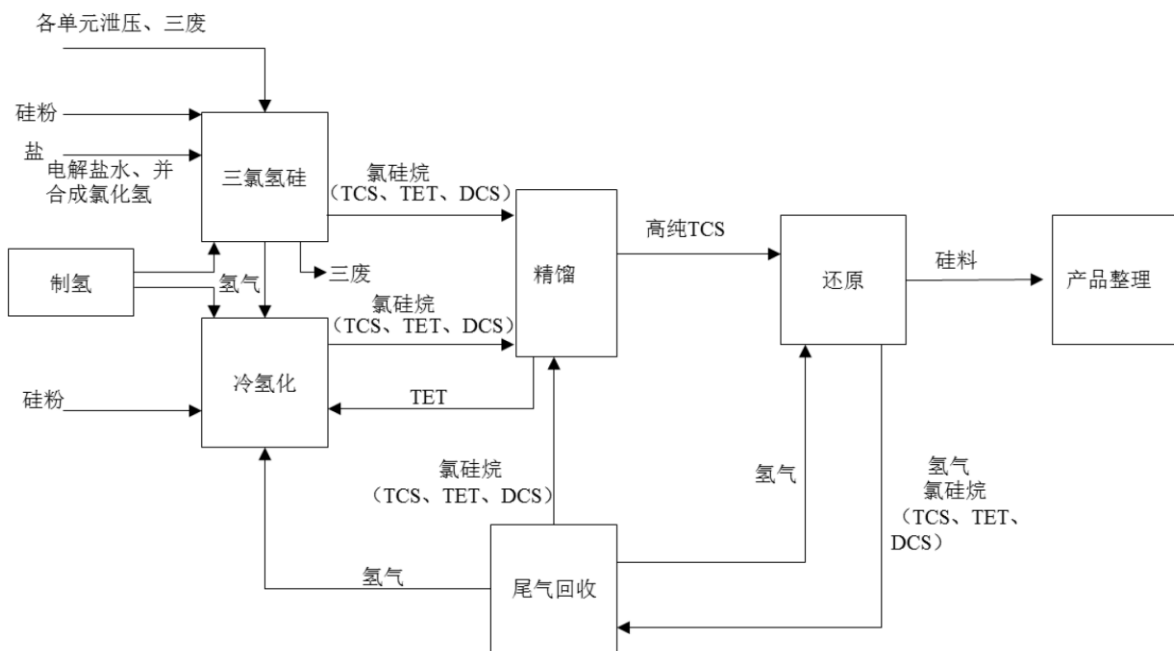 各单元泄压、三废
硅粉
盐
电解盐水、并
合成氯化氢
三氯氢硅
氯硅烷
（TCS、TET、DCS）
高纯TCS
制氢
氢气
三废
精馏
还原
硅料
产品整理
氯硅烷
（TCS、TET、DCS）
冷氢化
硅粉
TET
氯硅烷
（TCS、TET、DCS）
氢气
氢气
氯硅烷
（TCS、TET、
DCS）
氢气
尾气回收